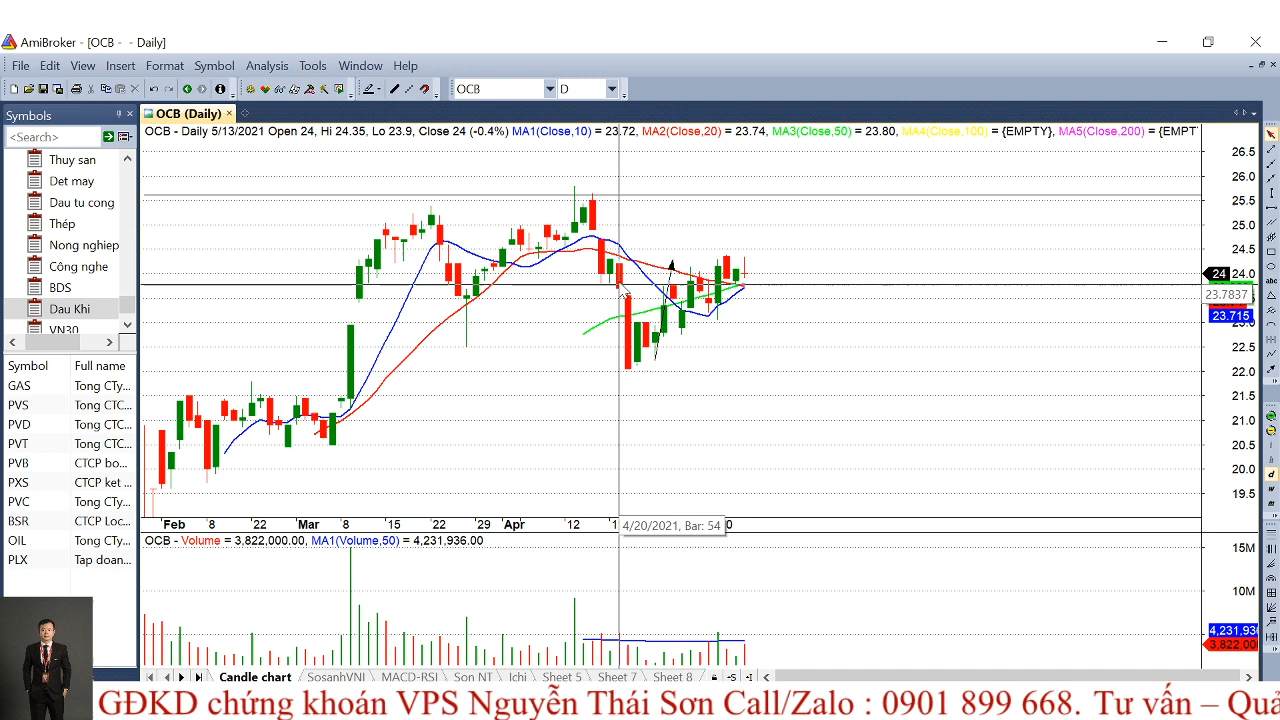 AmiBroker - [OCB - - Daily]
File Edit View Insert Format Symbol Analysis Tools Window Help
OCB D
Symbols
OCB (Daily)
<Search>
OCB - Daily 5/13/2021 Open 24, Hi 24.35, Lo 23.9, Close 24 (-0.4%) MA1(Close,10) = 23.72, MA2(Close,20) = 23.74, MA3(Close,50) = 23.80, MA4(Close,100) = {EMPTY}, MA5(Close,200) = {EMPT
Thuy san
Det may
Dau tu cong
Thép
Nong nghiep
Công nghe
BDS
Dau Khi
VN30
Symbol Full name
GAS Tong CTy...
PVS Tong CTC...
PVD Tong CTC...
PVT Tong CTC...
PVB CTCP bo...
PXS CTCP ket ...
PVC Tong CTy...
BSR CTCP Loc...
OIL Tong CTy...
PLX Tap doan...
26.5
26.0
25.5
25.0
24.5
24.0
24
23.7837
23.715
23.0
22.5
22.0
21.5
21.0
20.5
20.0
19.5
Feb 8 22 Mar 8 15 22 29 Apr 12
4/20/2021, Bar: 54
OCB - Volume = 3,822,000.00, MA1(Volume,50) = 4,231,936.00
15M
10M
4,231,936
3,822,000
Candle chart SosanhVNI MACD-RSI Son NT Ichi Sheet 5 Sheet 7 Sheet 8
GĐKD chứng khoán VPS Nguyễn Thái Sơn Call/Zalo : 0901 899 668. Tư vấn – Quả